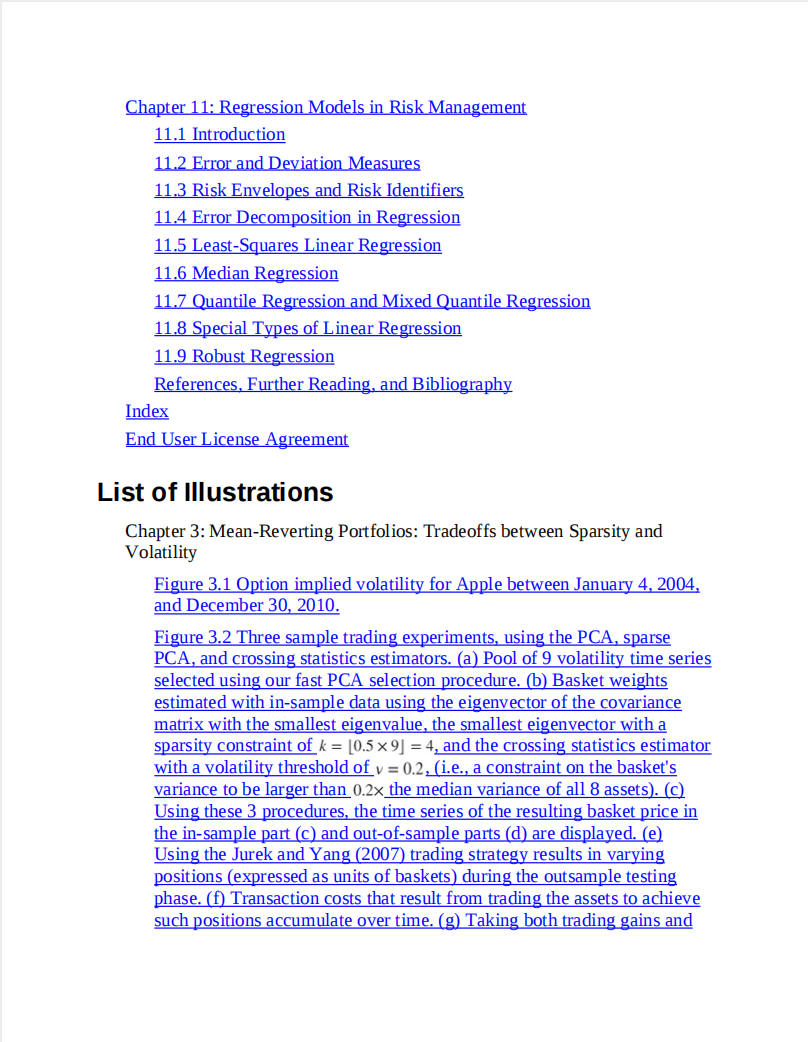 Chapter 11: Regression Models in Risk Management
11.1 Introduction
11.2 Error and Deviation Measures
11.3 Risk Envelopes and Risk Identifiers
11.4 Error Decomposition in Regression
11.5 Least-Squares Linear Regression
11.6 Median Regression
11.7 Quantile Regression and Mixed Quantile Regression
11.8 Special Types of Linear Regression
11.9 Robust Regression
References, Further Reading, and Bibliography
Index
End User License Agreement
List of Illustrations
Chapter 3: Mean-Reverting Portfolios: Tradeoffs between Sparsity and
Volatility
Figure 3.1 Option implied volatility for Apple between January 4, 2004,
and December 30, 2010.
Figure 3.2 Three sample trading experiments, using the PCA, sparse
PCA, and crossing statistics estimators. (a) Pool of 9 volatility time series
selected using our fast PCA selection procedure. (b) Basket weights
estimated with in-sample data using the eigenvector of the covariance
matrix with the smallest eigenvalue, the smallest eigenvector with a
sparsity constraint of k = ⌊0.5 × 9⌋ = 4, and the crossing statistics estimator
with a volatility threshold of ν = 0.2, (i.e., a constraint on the basket's
variance to be larger than 0.2× the median variance of all 8 assets). (c)
Using these 3 procedures, the time series of the resulting basket price in
the in-sample part (c) and out-of-sample parts (d) are displayed. (e)
Using the Jurek and Yang (2007) trading strategy results in varying
positions (expressed as units of baskets) during the outsample testing
phase. (f) Transaction costs that result from trading the assets to achieve
such positions accumulate over time. (g) Taking both trading gains and